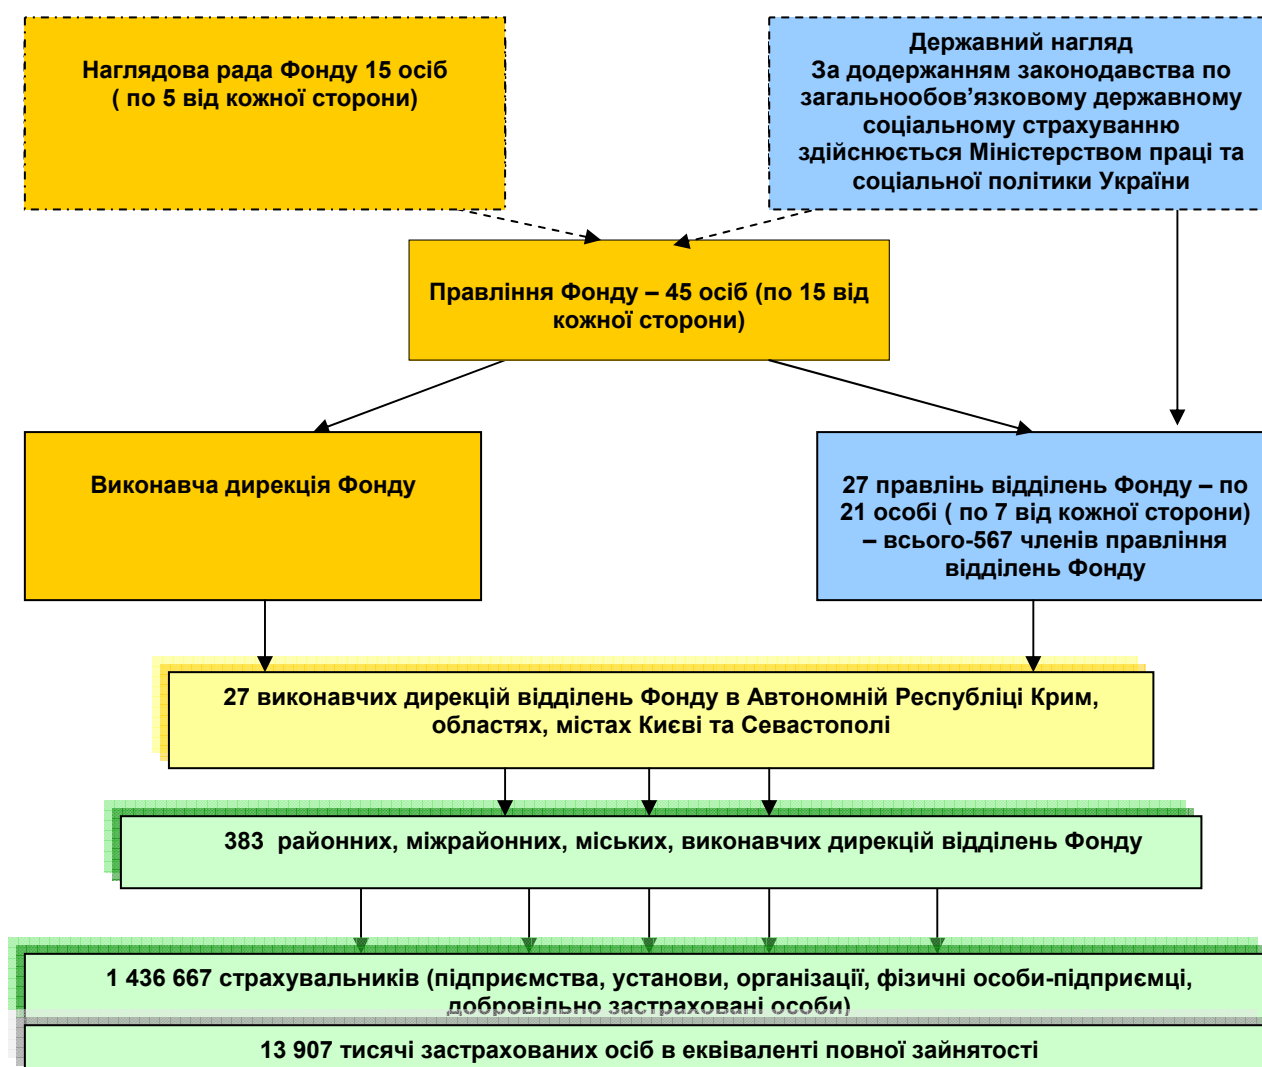 Наглядова рада Фонду 15 осіб
( по 5 від кожної сторони)
Державний нагляд
За додержанням законодавства по
загальнообов’язковому державному
соціальному страхуванню
здійснюється Міністерством праці та
соціальної політики України
Правління Фонду – 45 осіб (по 15 від
кожної сторони)
Виконавча дирекція Фонду
27 правлінь відділень Фонду – по
21 особі ( по 7 від кожної сторони)
– всього-567 членів правління
відділень Фонду
27 виконавчих дирекцій відділень Фонду в Автономній Республіці Крим,
областях, містах Києві та Севастополі
383  районних, міжрайонних, міських, виконавчих дирекцій відділень Фонду
1 436 667 страхувальників (підприємства, установи, організації, фізичні особи-підприємці,
добровільно застраховані особи)
13 907 тисячі застрахованих осіб в еквіваленті повної зайнятості